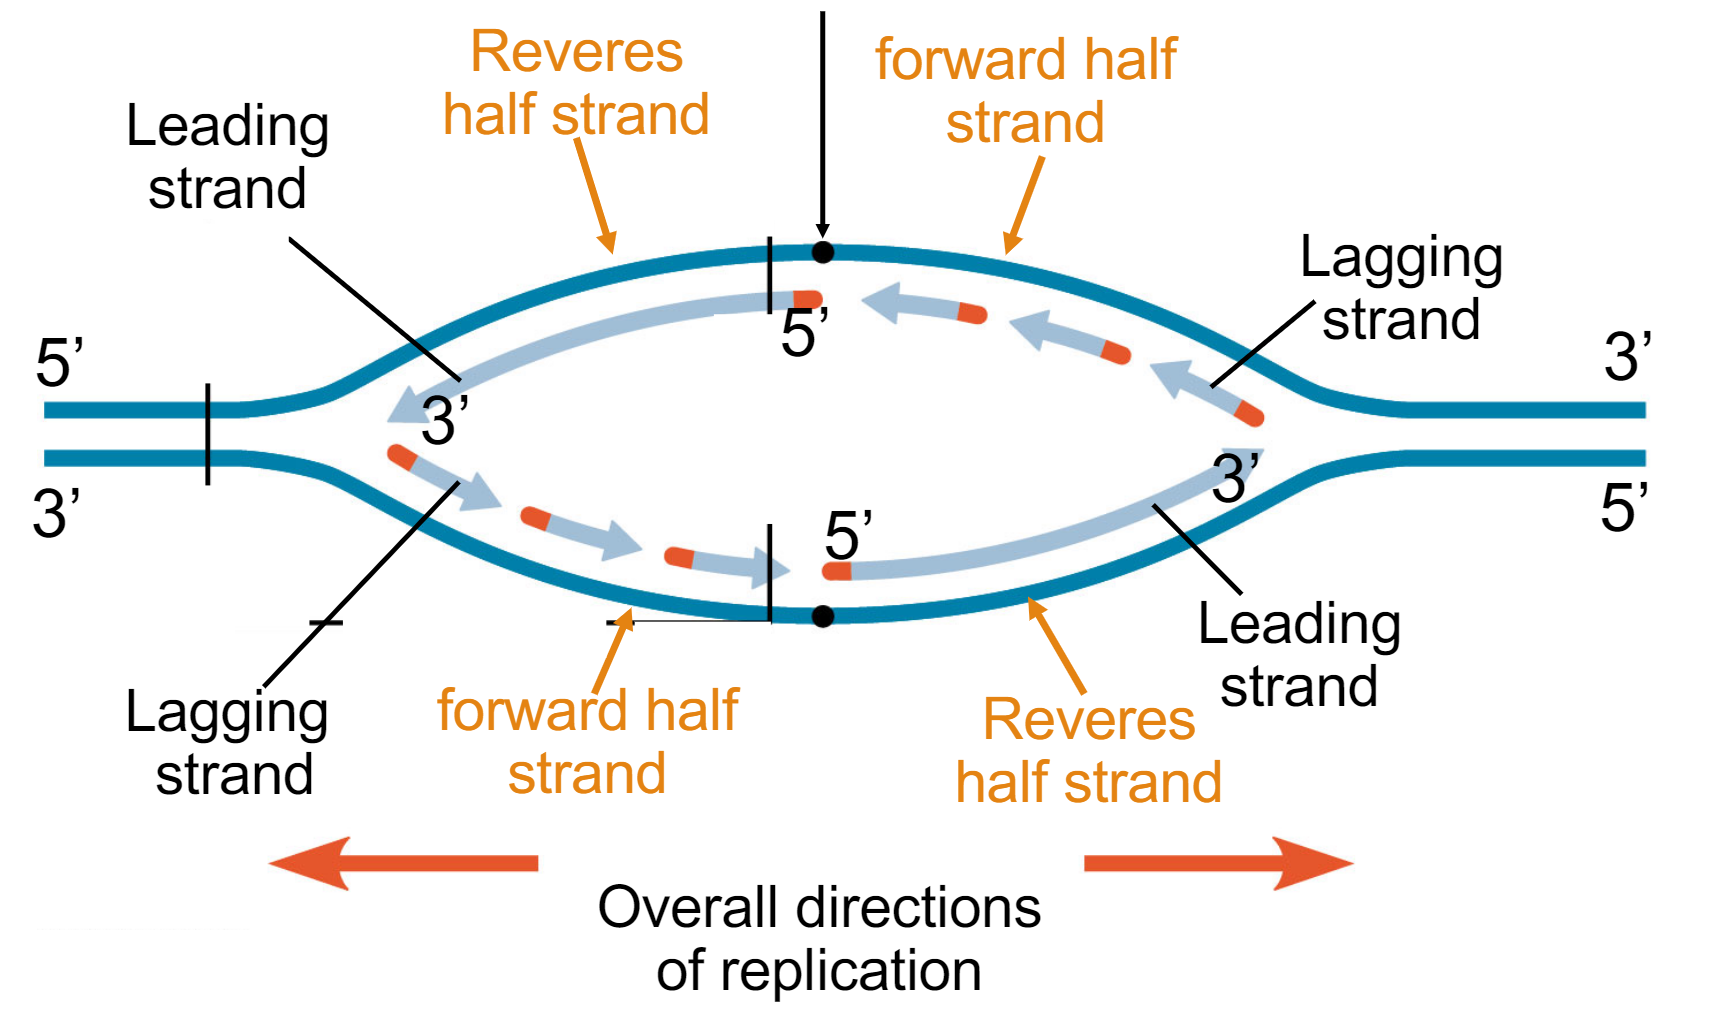 Reveres
half strand
forward half
strand
Leading
strand
Lagging
strand
5’
3’
5’
3’
3’
5’
3’
5’
Leading
strand
Lagging
strand
forward half
strand
Reveres
half strand
Overall directions
of replication